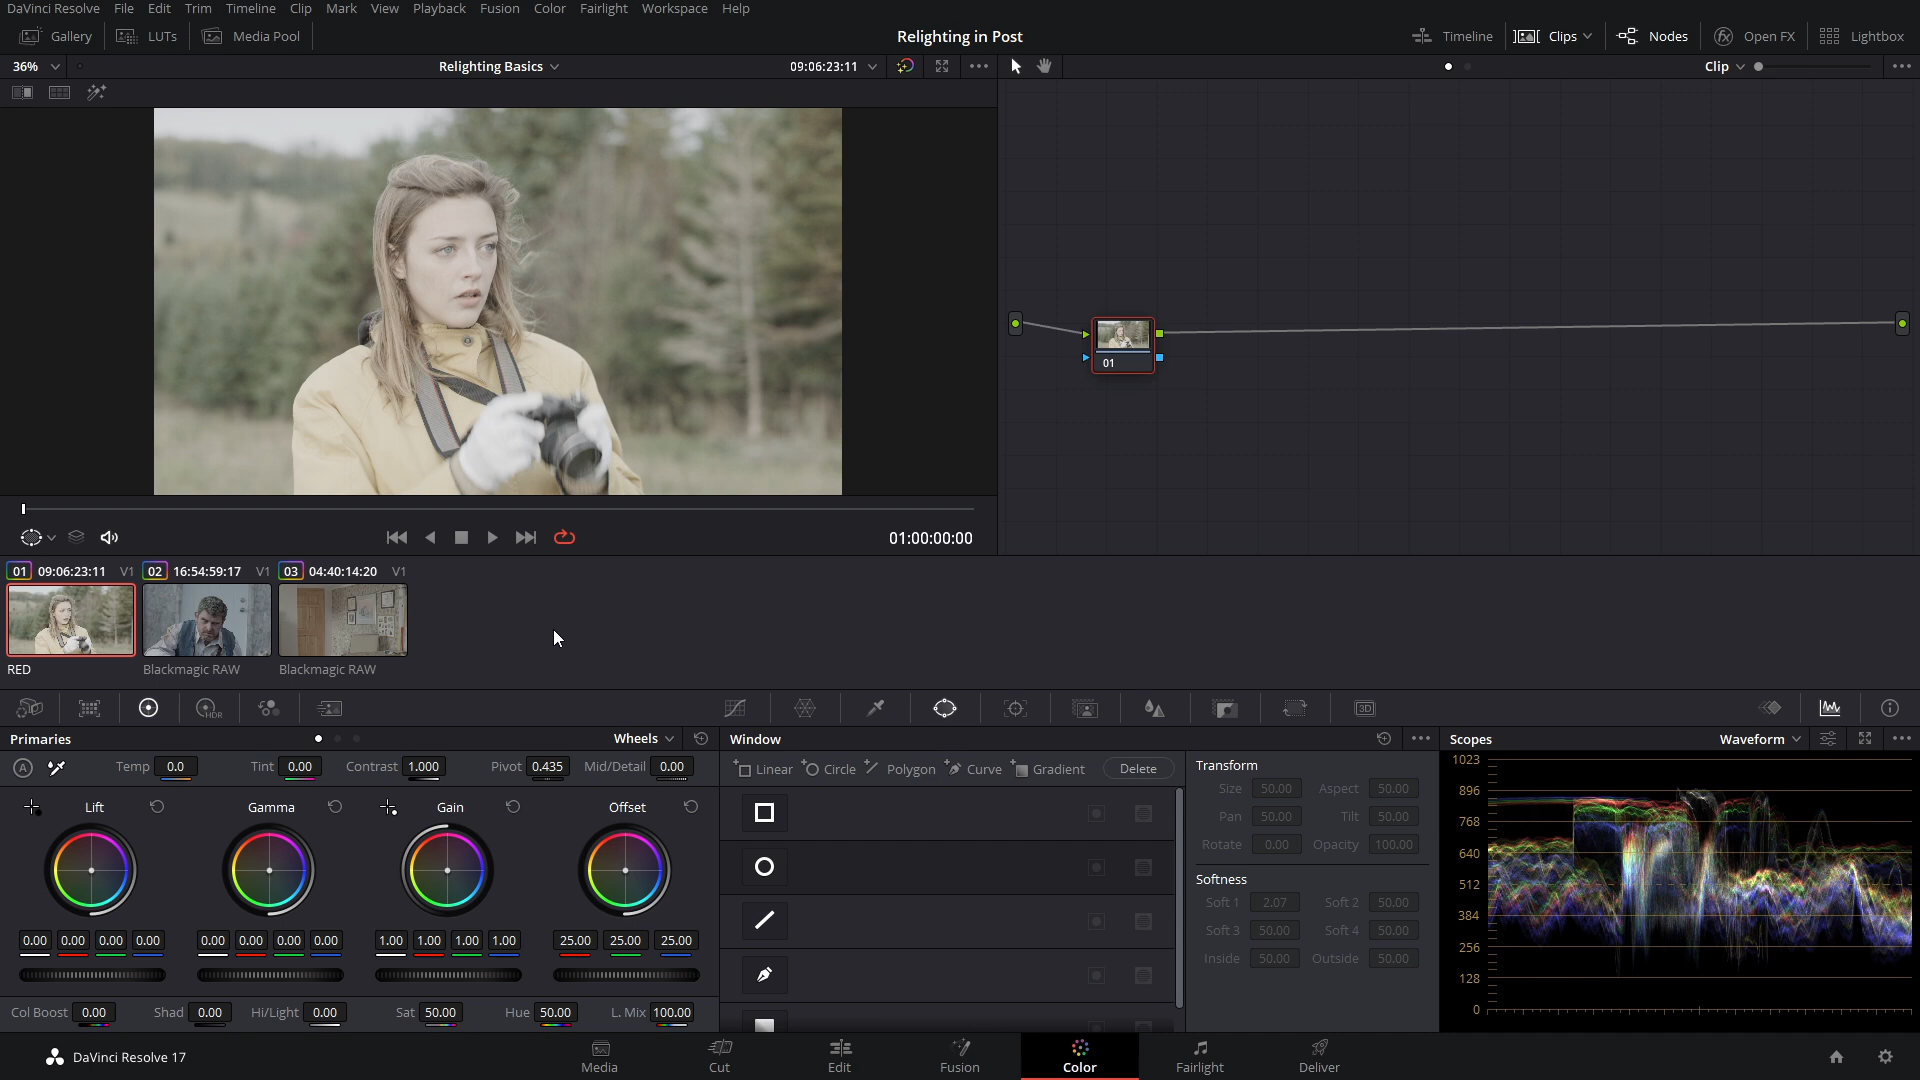 DaVinci Resolve File Edit Trim Timeline Clip Mark View Playback Fusion Color Fairlight Workspace Help
Gallery LUTs Media Pool Relighting in Post Timeline Clips Nodes Open FX Lightbox
36% Relighting Basics 09:06:23:11 Clip
01
01:00:00:00
01 09:06:23:11 V1 02 16:54:59:17 V1 03 04:40:14:20 V1
RED Blackmagic RAW Blackmagic RAW
HDR 3D
Primaries Wheels Window Scopes Waveform
A Temp 0.0 Tint 0.00 Contrast 1.000 Pivot 0.435 Mid/Detail 0.00
Linear Circle Polygon Curve Gradient Delete
Lift Gamma Gain Offset
0.00 0.00 0.00 0.00 0.00 0.00 0.00 0.00 1.00 1.00 1.00 1.00 25.00 25.00 25.00
Col Boost 0.00 Shad 0.00 Hi/Light 0.00 Sat 50.00 Hue 50.00 L. Mix 100.00
Transform
Size 50.00 Aspect 50.00
Pan 50.00 Tilt 50.00
Rotate 0.00 Opacity 100.00
Softness
Soft 1 2.07 Soft 2 50.00
Soft 3 50.00 Soft 4 50.00
Inside 50.00 Outside 50.00
1023
896
768
640
512
384
256
128
0
DaVinci Resolve 17 Media Cut Edit Fusion Color Fairlight Deliver